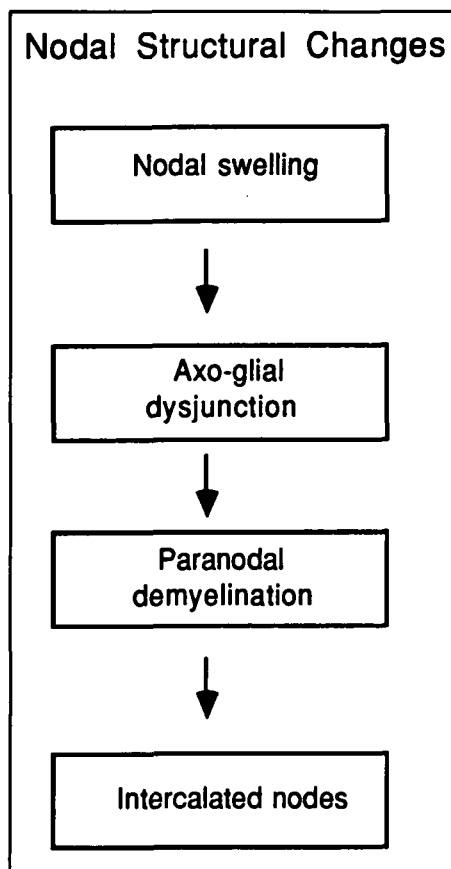 Nodal Structural Changes
Nodal swelling
Axo-glial
dysjunction
Paranodal
demyelination
Intercalated nodes